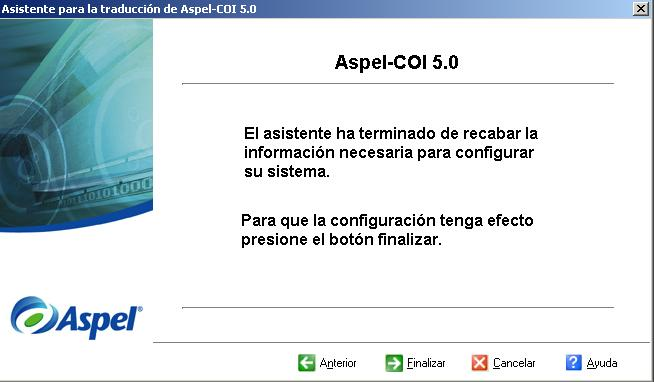 Asistente para la traducción de Aspel-COI 5.0
Aspel-COI 5.0
El asistente ha terminado de recabar la
información necesaria para configurar
su sistema.
Para que la configuración tenga efecto
presione el botón finalizar.
Aspel®
Anterior
Finalizar
Cancelar
? Ayuda